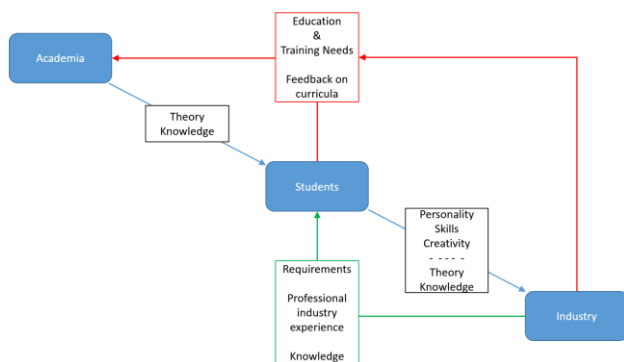 Education
&
Training Needs
Feedback on
curricula
Academia
Theory
Knowledge
Students
Personality
Skills
Creativity
- - - - -
Theory
Knowledge
Requirements
Professional
industry
experience
Knowledge
Industry